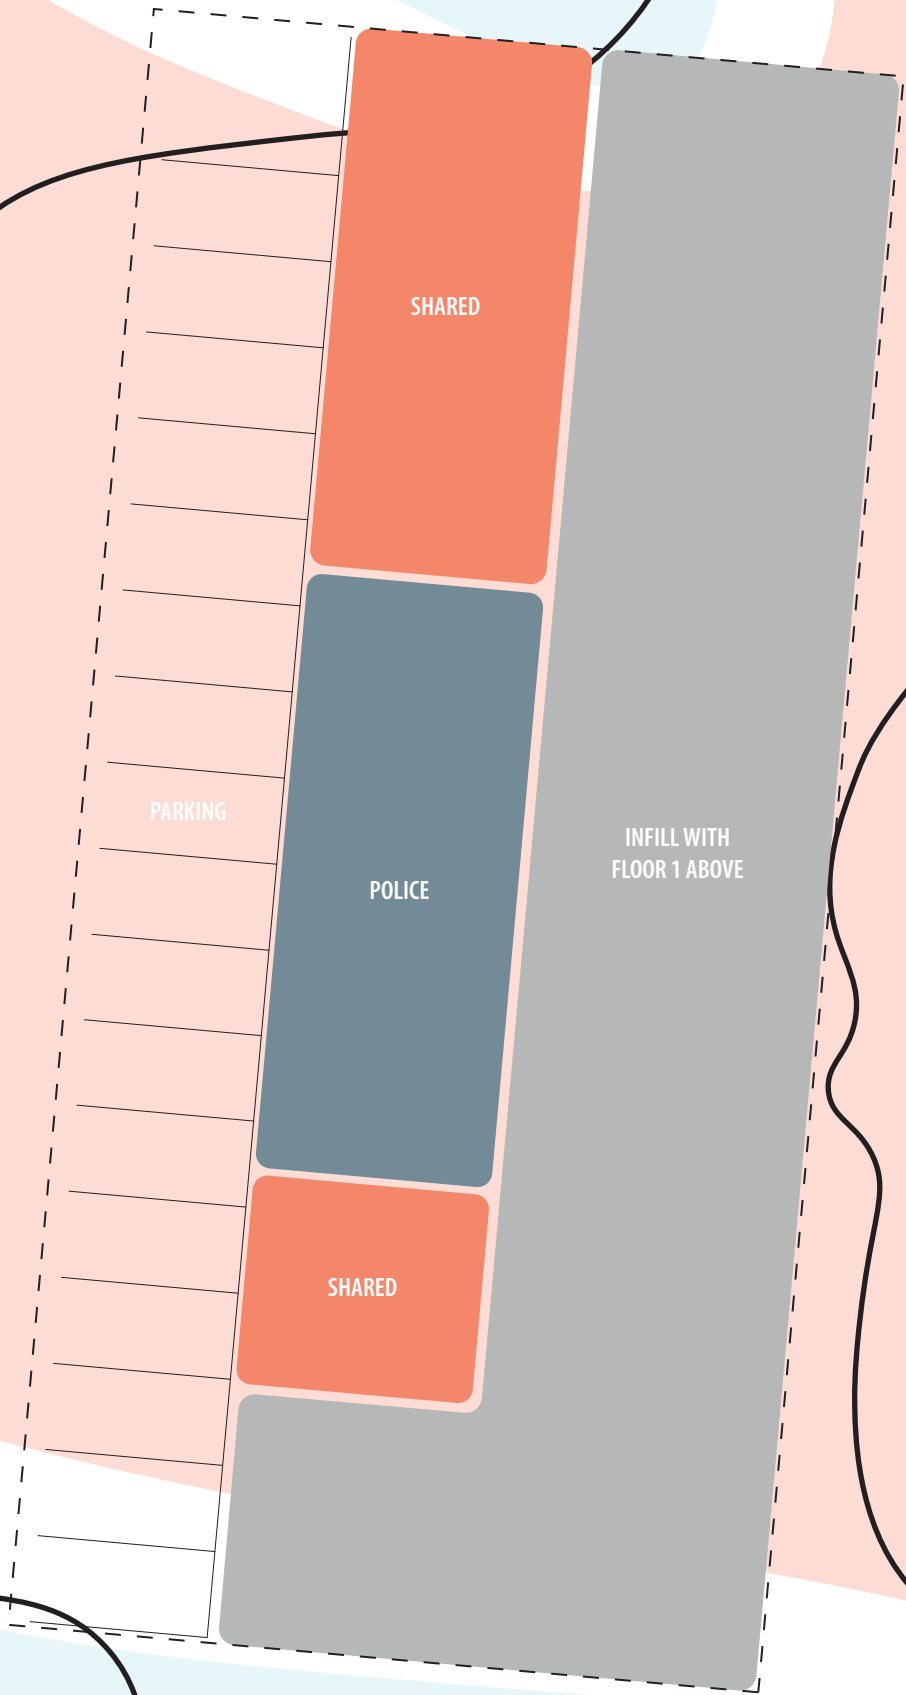 SHARED
PARKING
POLICE
INFILL WITH
FLOOR 1 ABOVE
SHARED